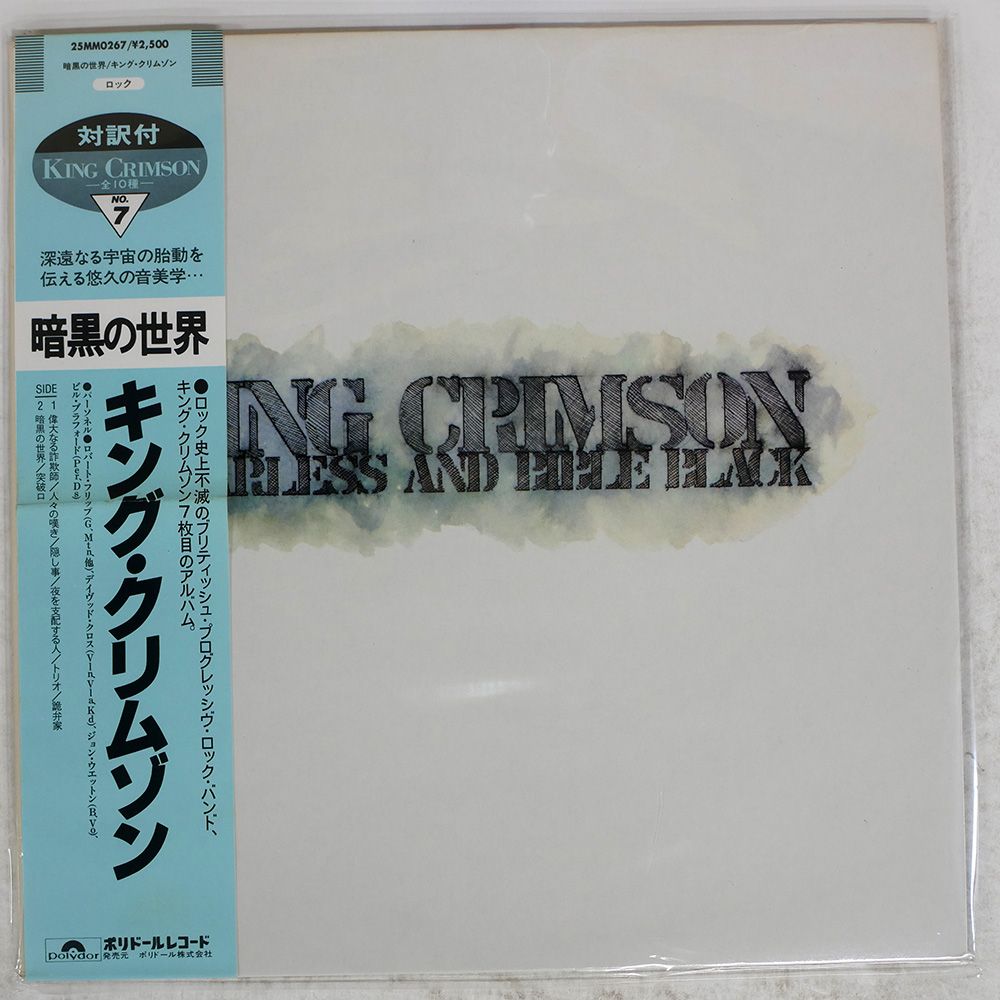 25MM0267/¥2,500
暗黒の世界/キング・クリムゾン
ロック
対訳付
KING CRIMSON
—全10種—
NO.
7
深遠なる宇宙の胎動を
伝える悠久の音美学…
暗黒の世界
●ロック史上不滅の、ブリティッシュ・プログレッシヴ・ロック・バンド、
キング・クリムゾン7枚目のアルバム。
キング・クリムゾン
●パーソネル●ロバート・フリップ(G、Mtn、他)、デイヴッド・クロス(Vln、Vla、Kd)、ジョン・ウエットン(B、Vo)、
ビル・ブラフォード(Per、Ds)
SIDE
1 偉大なる詐欺師/人々の嘆き/隠し事/夜を支配する人/トリオ/詭弁家
2 暗黒の世界/突破口
Polydor
ポリドールレコード
発売元 ポリドール株式会社
ING CRIMSON
RLESS AND BIBLE BLACK